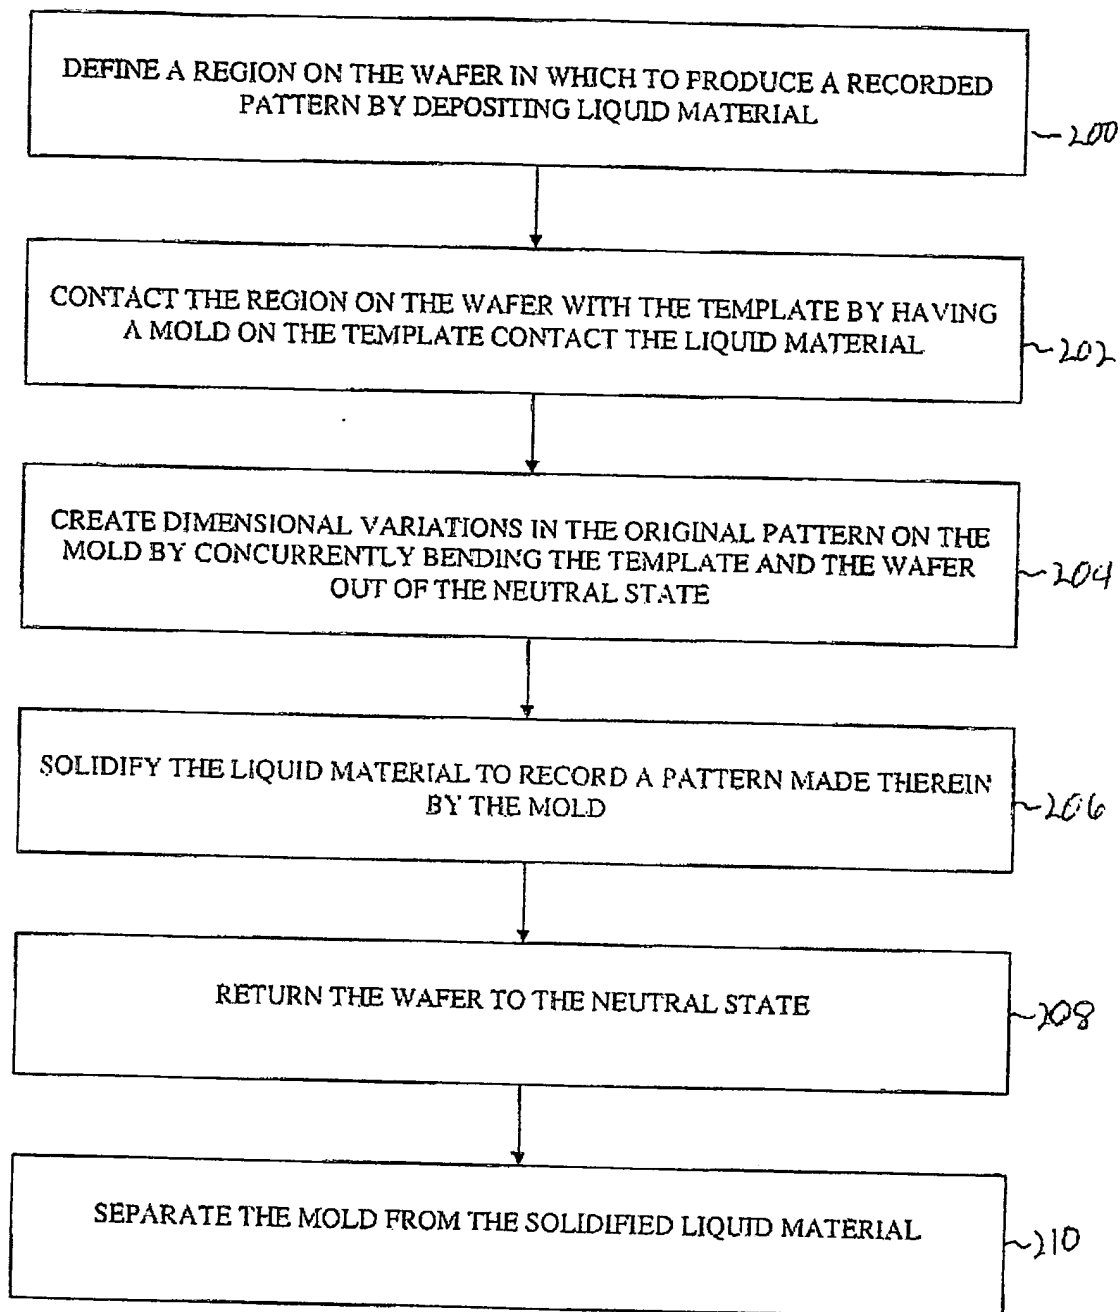 DEFINE A REGION ON THE WAFER IN WHICH TO PRODUCE A RECORDED
PATTERN BY DEPOSITING LIQUID MATERIAL
200
CONTACT THE REGION ON THE WAFER WITH THE TEMPLATE BY HAVING
A MOLD ON THE TEMPLATE CONTACT THE LIQUID MATERIAL
202
CREATE DIMENSIONAL VARIATIONS IN THE ORIGINAL PATTERN ON THE
MOLD BY CONCURRENTLY BENDING THE TEMPLATE AND THE WAFER
OUT OF THE NEUTRAL STATE
204
SOLIDIFY THE LIQUID MATERIAL TO RECORD A PATTERN MADE THEREIN
BY THE MOLD
206
RETURN THE WAFER TO THE NEUTRAL STATE
208
SEPARATE THE MOLD FROM THE SOLIDIFIED LIQUID MATERIAL
210